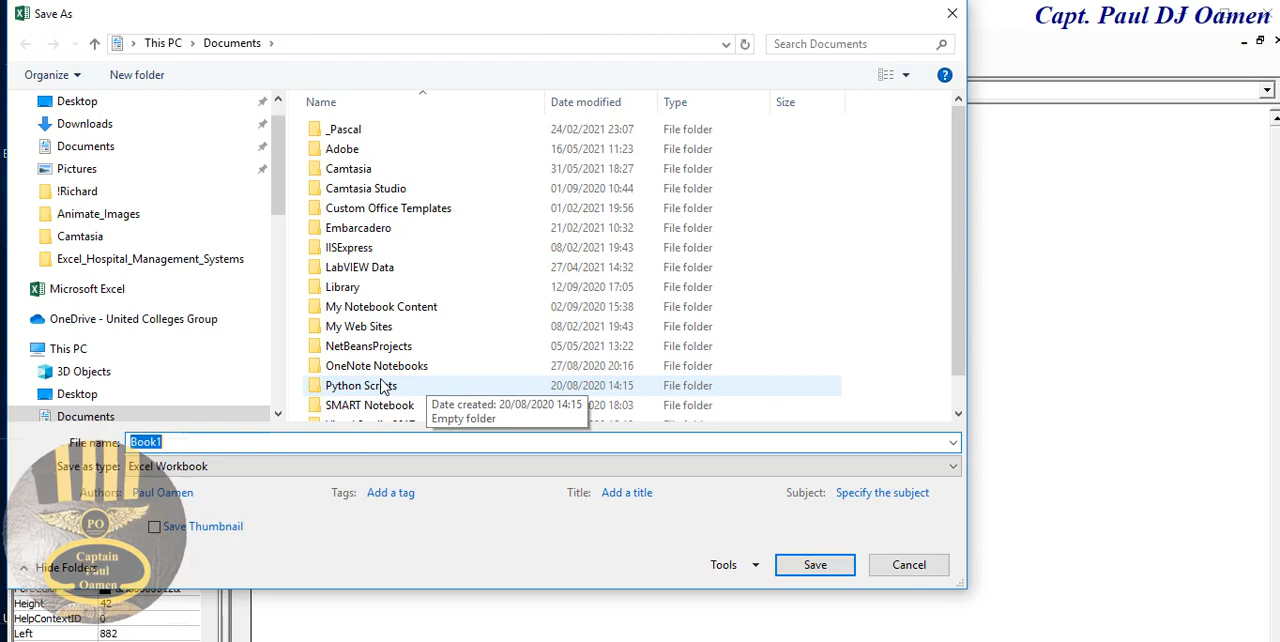 Save As
Capt. Paul DJ Oamen
This PC
Documents
Search Documents
Organize
New folder
Name
Date modified
Type
Size
Desktop
Downloads
Documents
Pictures
!Richard
Animate_Images
Camtasia
Excel_Hospital_Management_Systems
Microsoft Excel
OneDrive - United Colleges Group
This PC
3D Objects
Desktop
Documents
_Pascal 24/02/2021 23:07 File folder
Adobe 16/05/2021 11:23 File folder
Camtasia 31/05/2021 18:27 File folder
Camtasia Studio 01/09/2020 10:44 File folder
Custom Office Templates 01/02/2021 19:56 File folder
Embarcadero 21/02/2021 10:32 File folder
IISExpress 08/02/2021 19:43 File folder
LabVIEW Data 27/04/2021 14:32 File folder
Library 12/09/2020 17:05 File folder
My Notebook Content 02/09/2020 15:38 File folder
My Web Sites 08/02/2021 19:43 File folder
NetBeansProjects 05/05/2021 13:22 File folder
OneNote Notebooks 27/08/2020 20:16 File folder
Python Scripts 20/08/2020 14:15 File folder
SMART Notebook 18:03 File folder
Date created: 20/08/2020 14:15
Empty folder
File name: Book1
Save as type: Excel Workbook
Authors: Paul Oamen
Tags: Add a tag
Title: Add a title
Subject: Specify the subject
Save Thumbnail
PO
Captain
Paul
Oamen
Hide Folders
Tools
Save
Cancel
Height 42
HelpContextID 0
Left 882